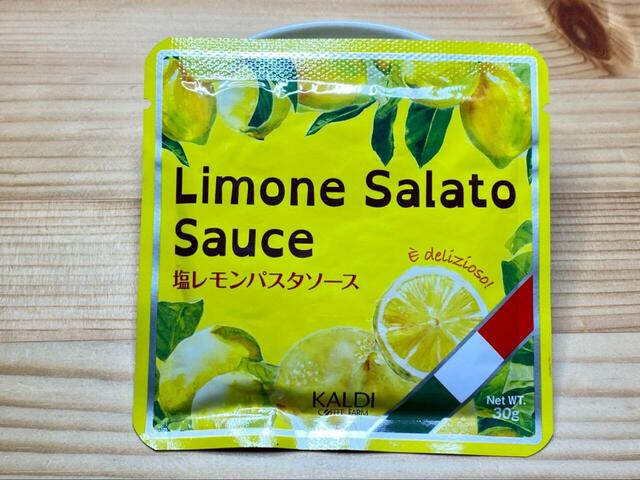 Limone Salato
Sauce
塩レモンパスタソース
È delizioso!
KALDI
COFFEE FARM
Net WT.
30g